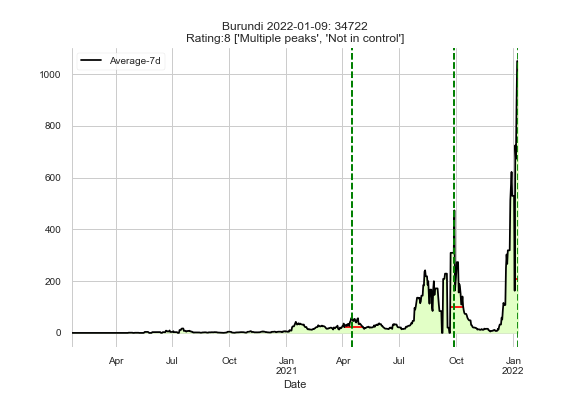 Burundi 2022-01-09: 34722
Rating:8 ['Multiple peaks', 'Not in control']
Average-7d
1000
800
600
400
200
0
Apr
Jul
Oct
Jan
2021
Apr
Jul
Oct
Jan
2022
Date